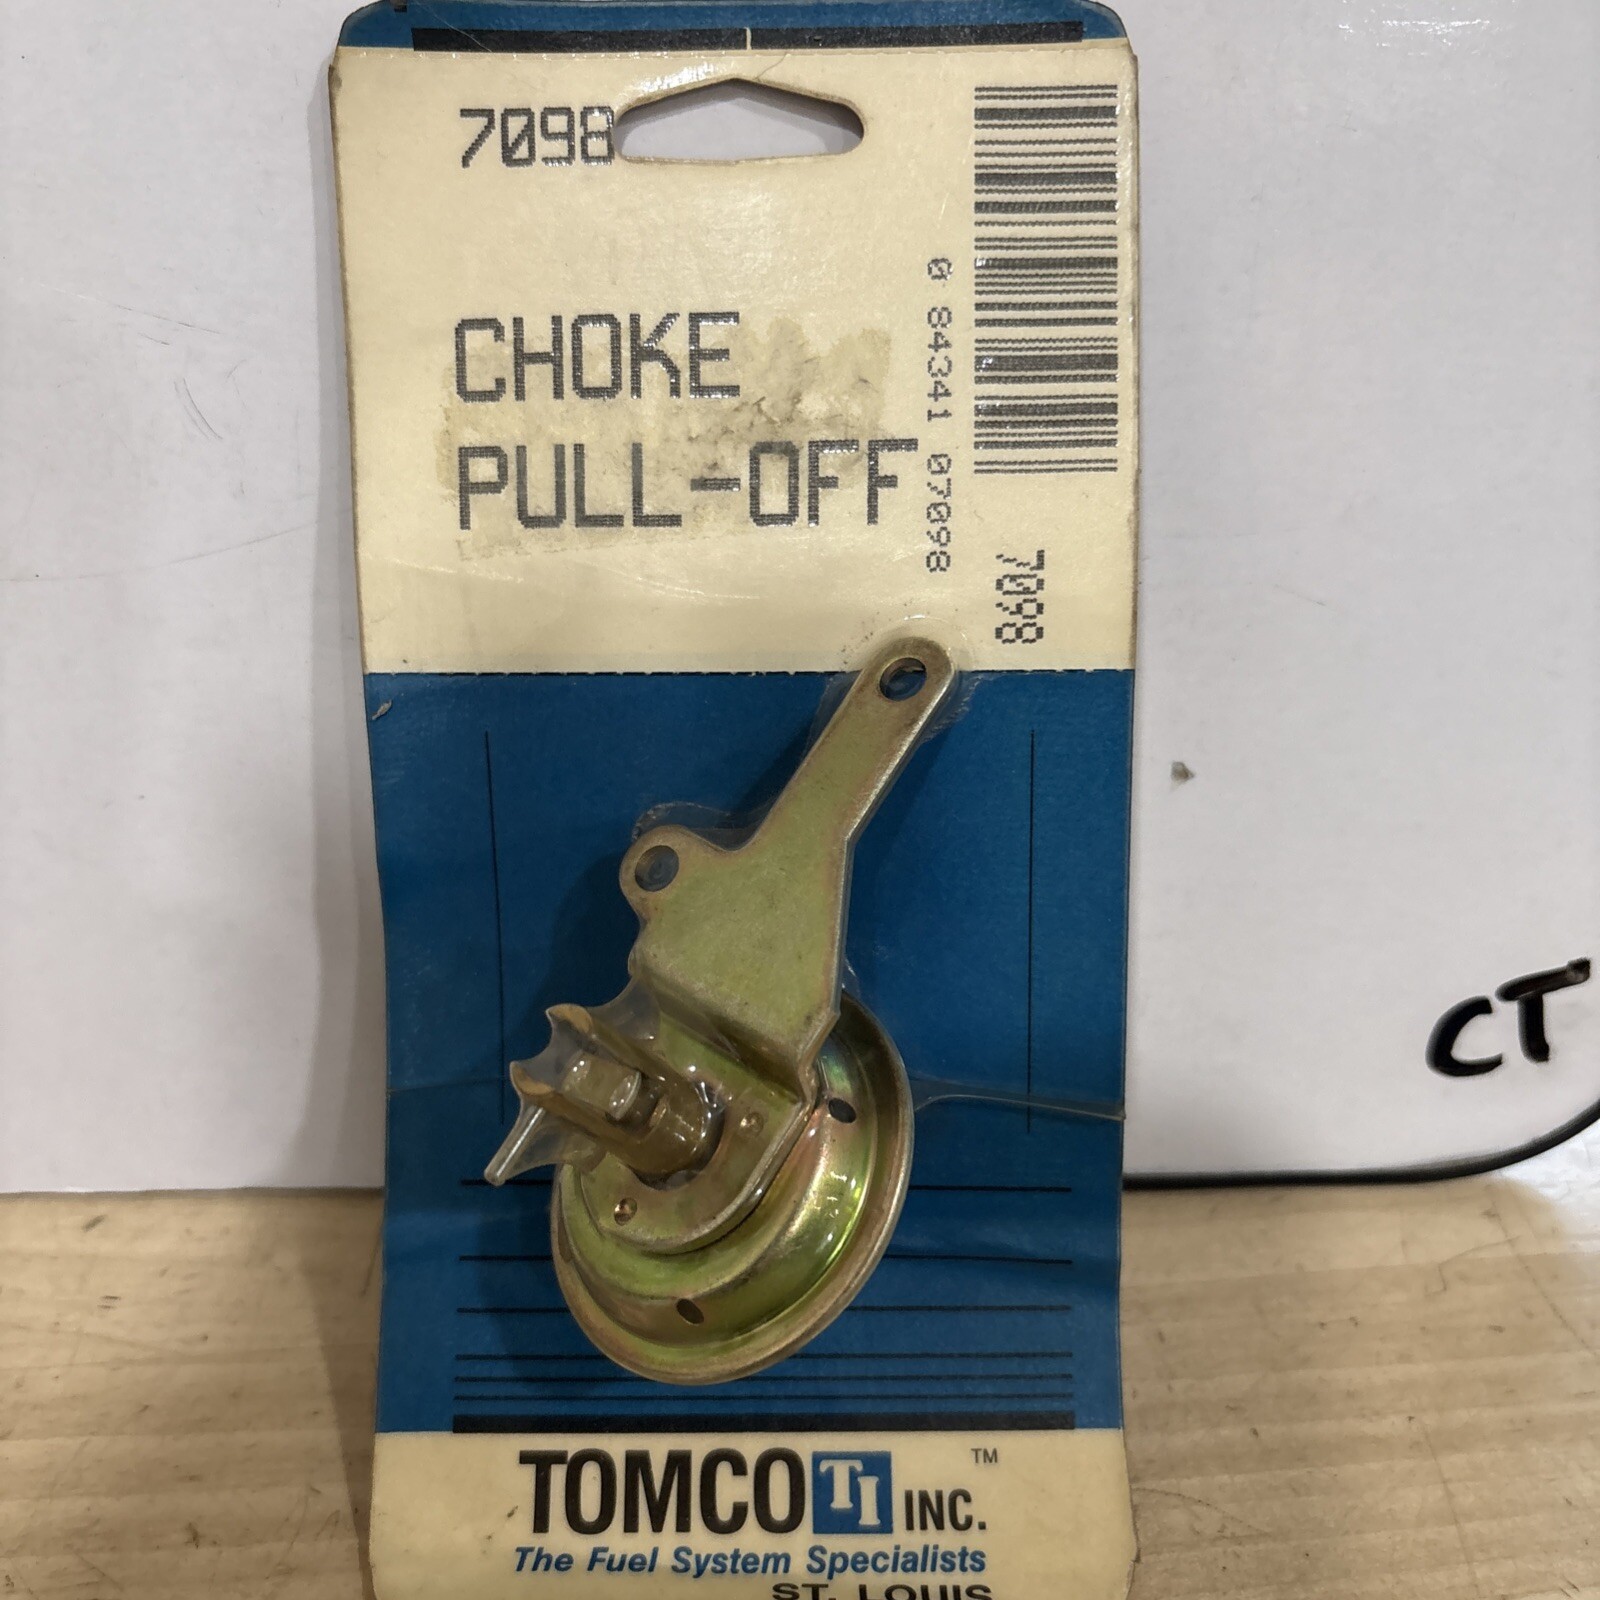 7098
CHOKE
PULL-OFF
0 84341 07098
7098
CT
TOMCO TI INC.™
The Fuel System Specialists
ST. LOUIS